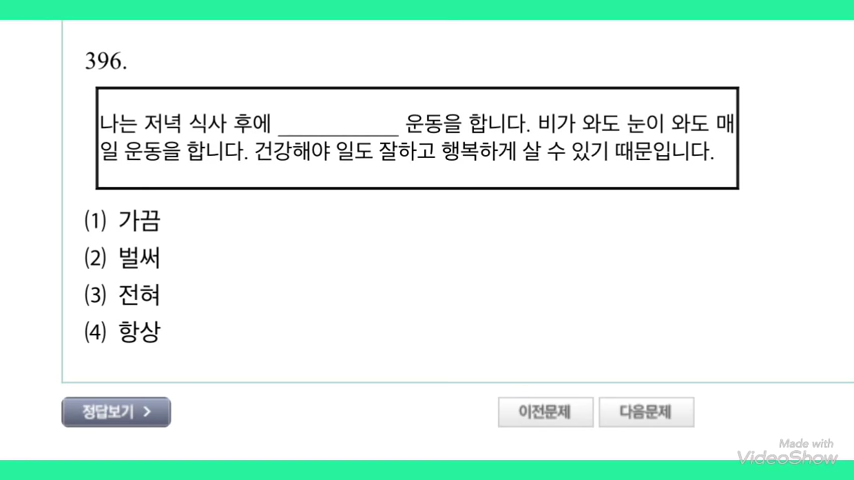 396.
나는 저녁 식사 후에 ____________ 운동을 합니다. 비가 와도 눈이 와도 매
일 운동을 합니다. 건강해야 일도 잘하고 행복하게 살 수 있기 때문입니다.
(1) 가끔
(2) 벌써
(3) 전혀
(4) 항상
정답보기 >
이전문제
다음문제
Made with
VideoShow